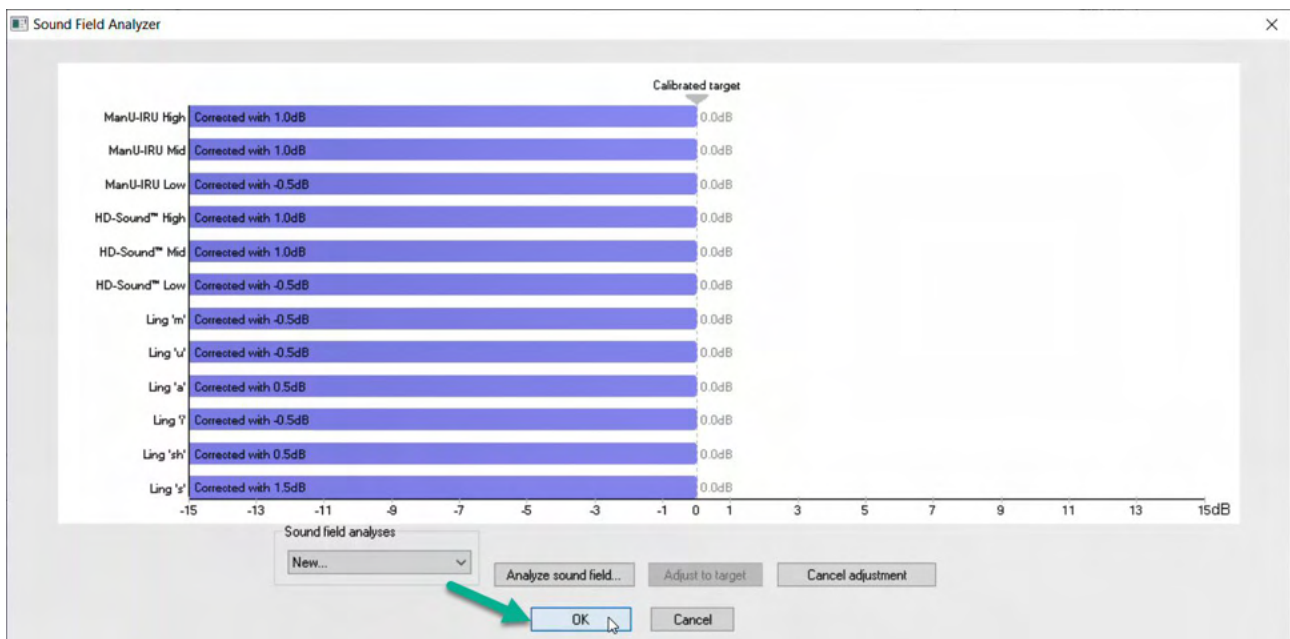 Sound Field Analyzer
Calibrated target
ManU-IRU High Corrected with 1.0dB 0.0dB
ManU-IRU Mid Corrected with 1.0dB 0.0dB
ManU-IRU Low Corrected with -0.5dB 0.0dB
HD-Sound™ High Corrected with 1.0dB 0.0dB
HD-Sound™ Mid Corrected with 1.0dB 0.0dB
HD-Sound™ Low Corrected with -0.5dB 0.0dB
Ling 'm' Corrected with -0.5dB 0.0dB
Ling 'u' Corrected with -0.5dB 0.0dB
Ling 'a' Corrected with 0.5dB 0.0dB
Ling 'i' Corrected with -0.5dB 0.0dB
Ling 'sh' Corrected with 0.5dB 0.0dB
Ling 's' Corrected with 1.5dB 0.0dB
-15 -13 -11 -9 -7 -5 -3 -1 0 1 3 5 7 9 11 13 15dB
Sound field analyses
New... Analyze sound field... Adjust to target Cancel adjustment
OK Cancel